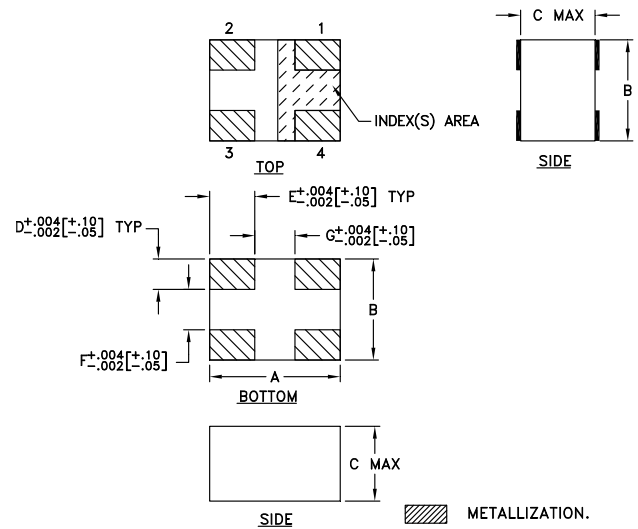 C MAX
2 1
B
INDEX(S) AREA
3 4
TOP
SIDE
E+.004[+.10] TYP
-.002[-.05]
D+.004[+.10] TYP
-.002[-.05]
G+.004[+.10]
-.002[-.05]
B
F+.004[+.10]
-.002[-.05]
A
BOTTOM
C MAX
SIDE
METALLIZATION.